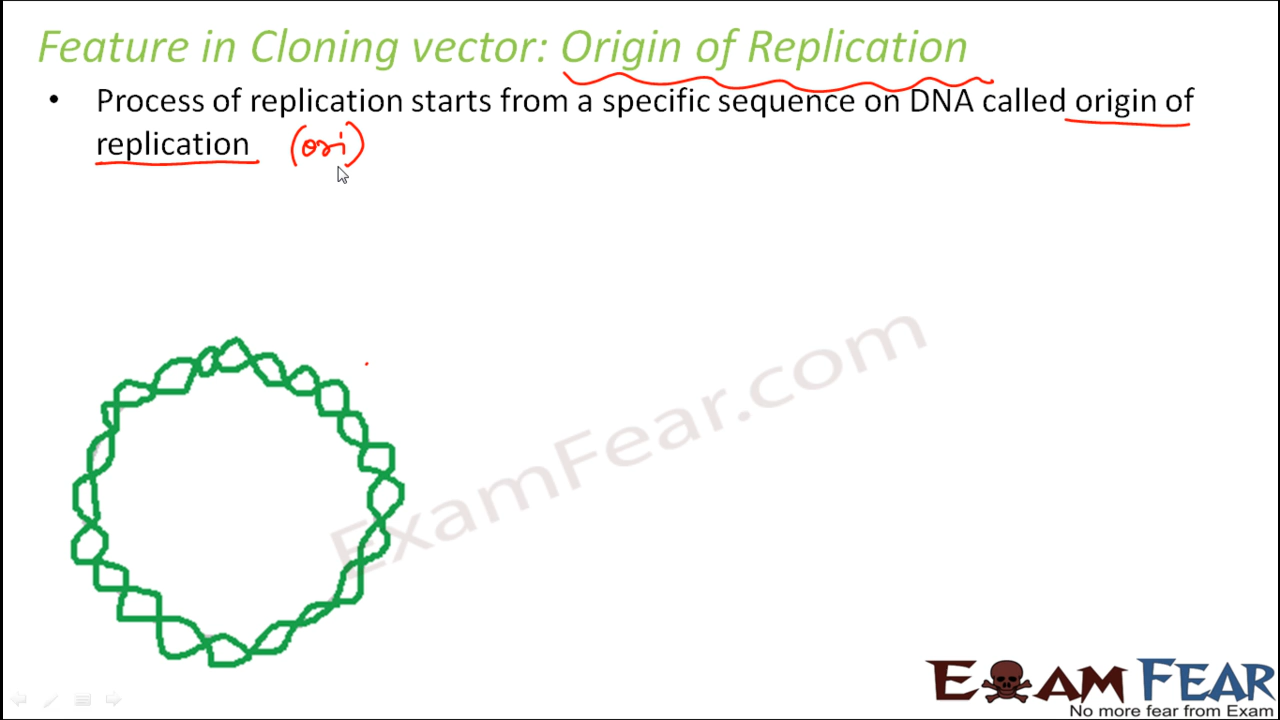 Feature in Cloning vector: Origin of Replication
• Process of replication starts from a specific sequence on DNA called origin of
replication (ori)
ExamFear.com
EXAM FEAR
No more fear from Exam